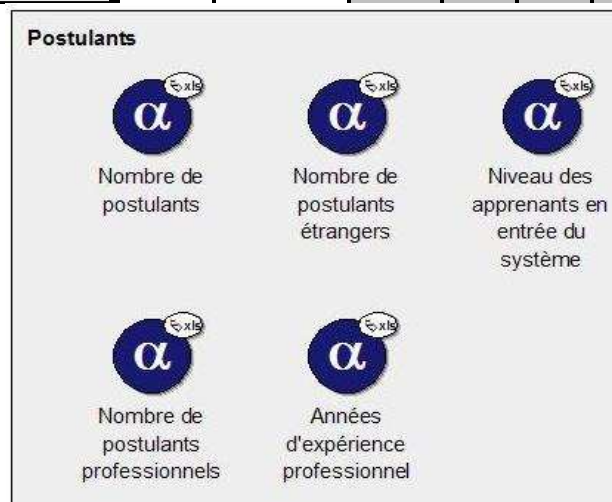 Postulants
xls
α
Nombre de
postulants
xls
α
Nombre de
postulants
étrangers
xls
α
Niveau des
apprenants en
entrée du
système
xls
α
Nombre de
postulants
professionnels
xls
α
Années
d'expérience
professionnel